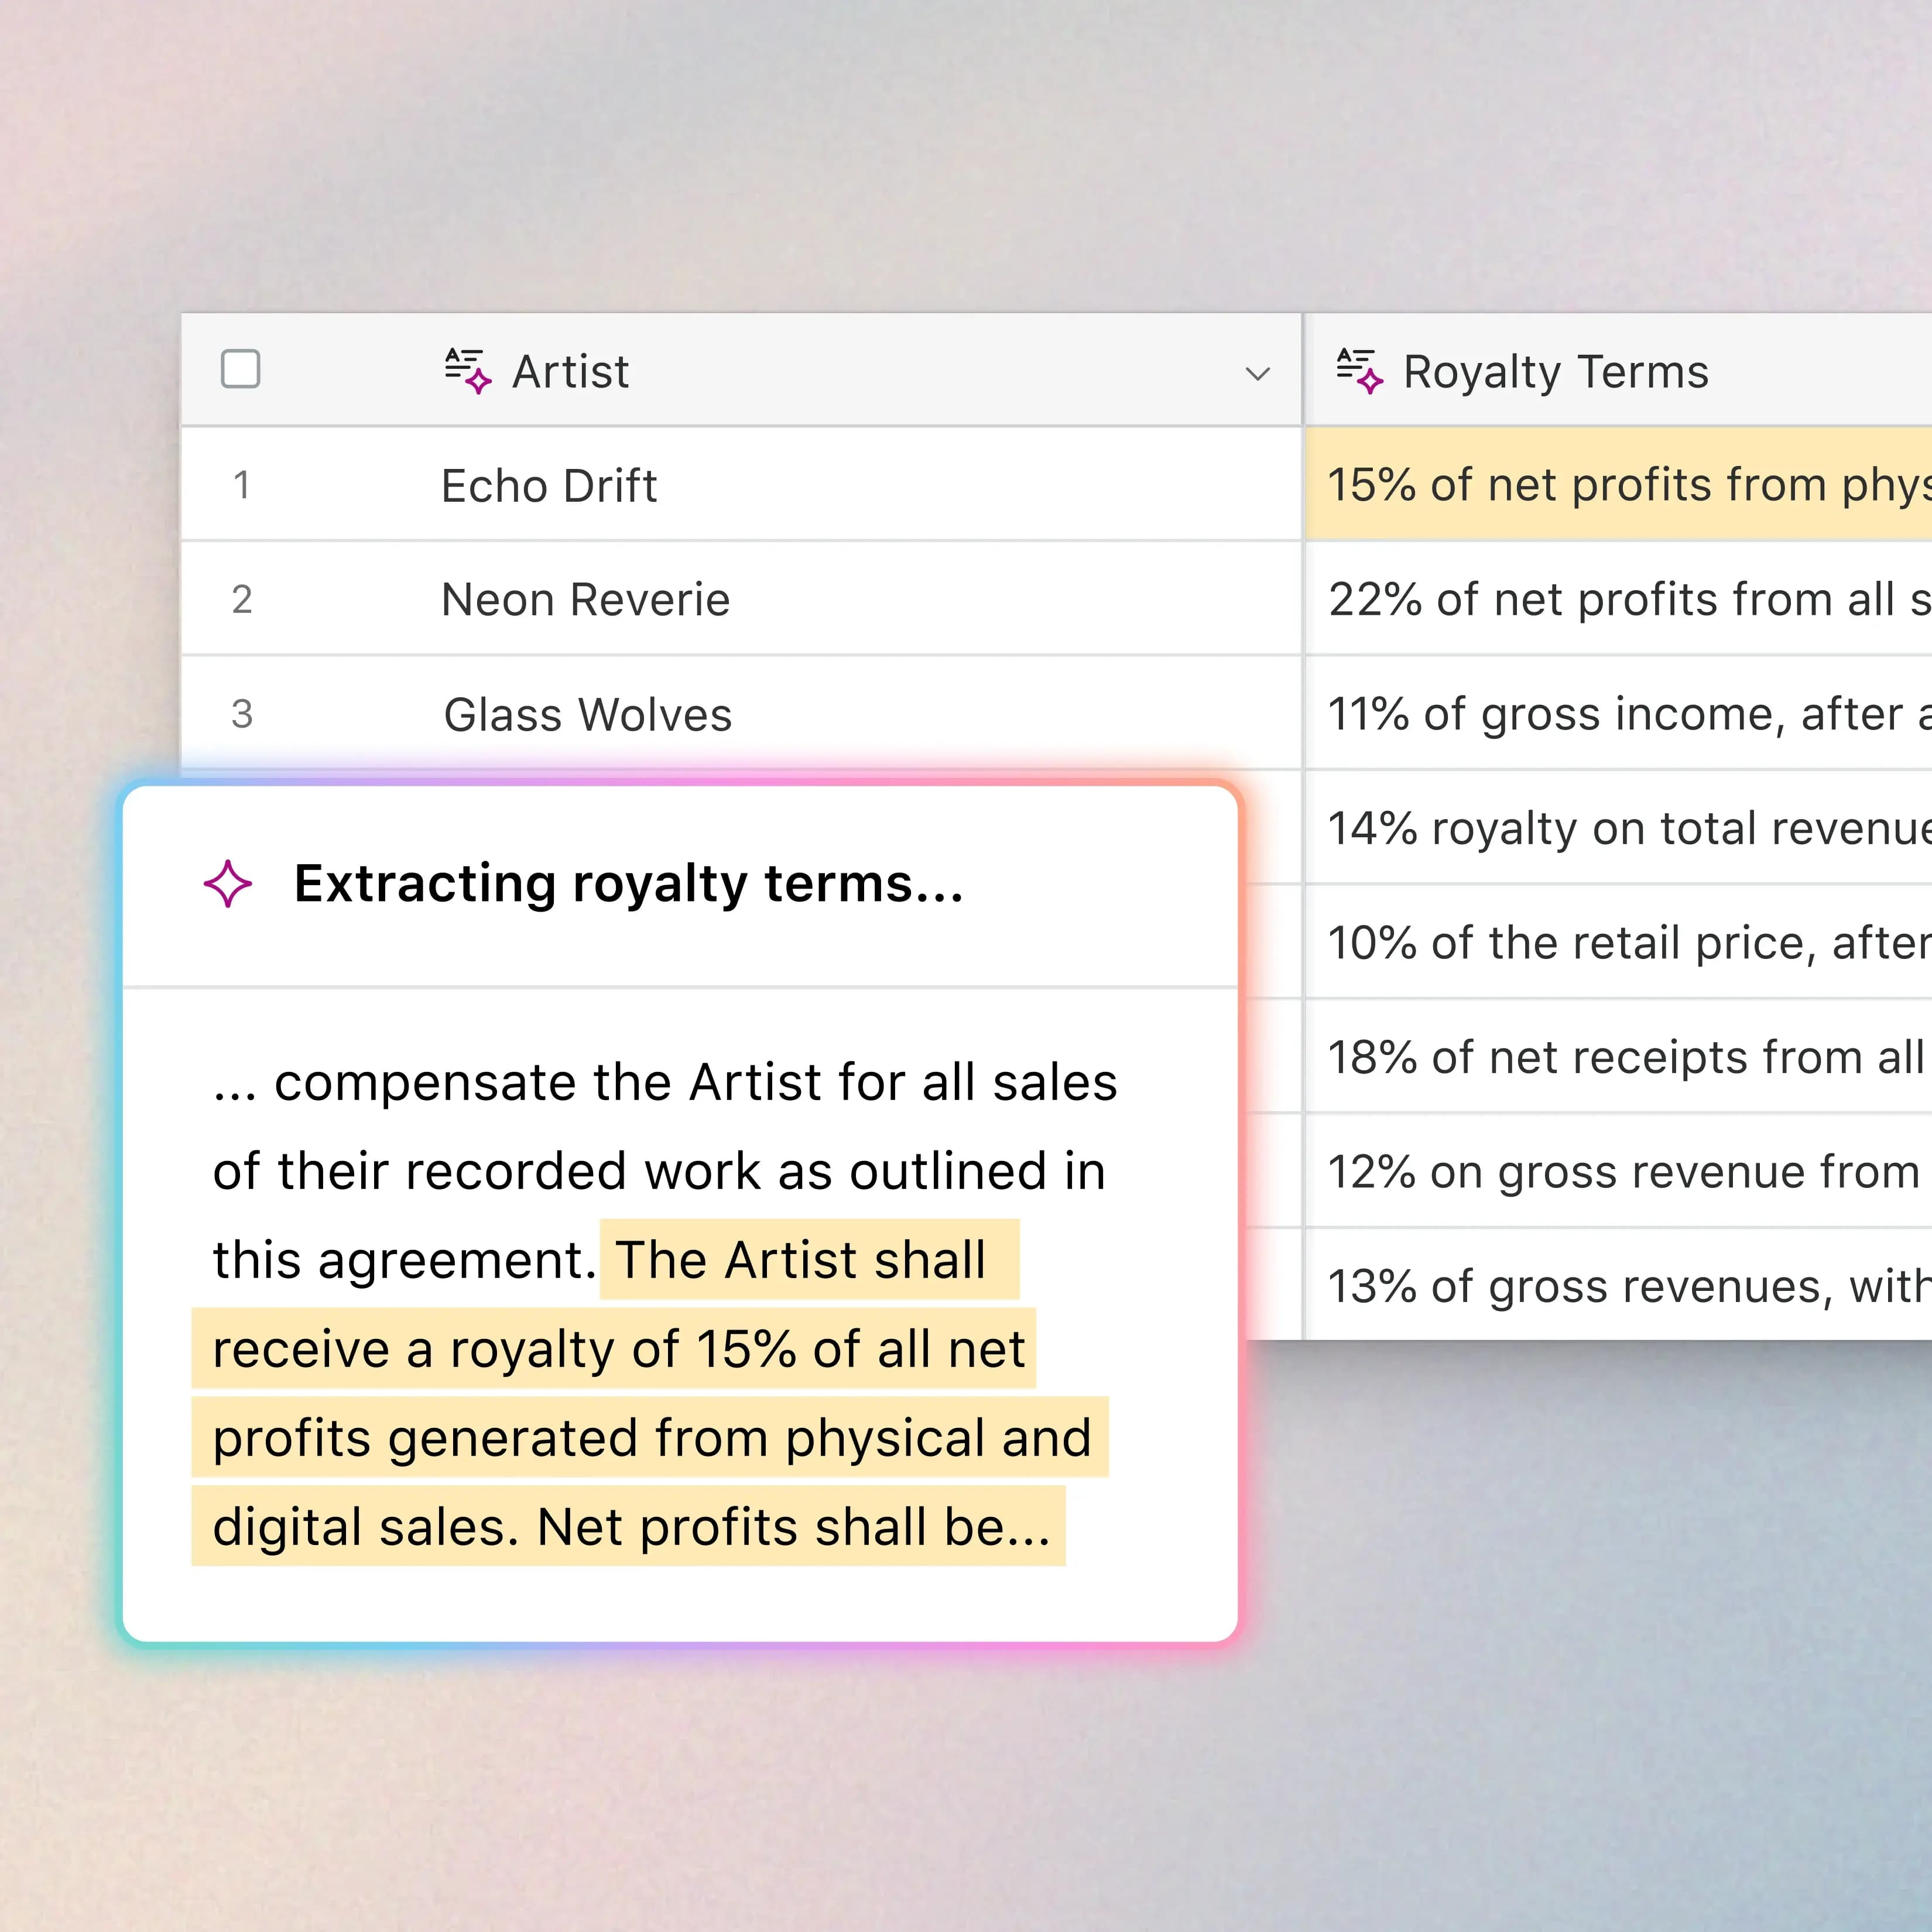 Artist Royalty Terms
1 Echo Drift 15% of net profits from phys
2 Neon Reverie 22% of net profits from all s
3 Glass Wolves 11% of gross income, after a
14% royalty on total revenue
10% of the retail price, after
18% of net receipts from all
12% on gross revenue from
13% of gross revenues, with
Extracting royalty terms...
... compensate the Artist for all sales
of their recorded work as outlined in
this agreement. The Artist shall
receive a royalty of 15% of all net
profits generated from physical and
digital sales. Net profits shall be...